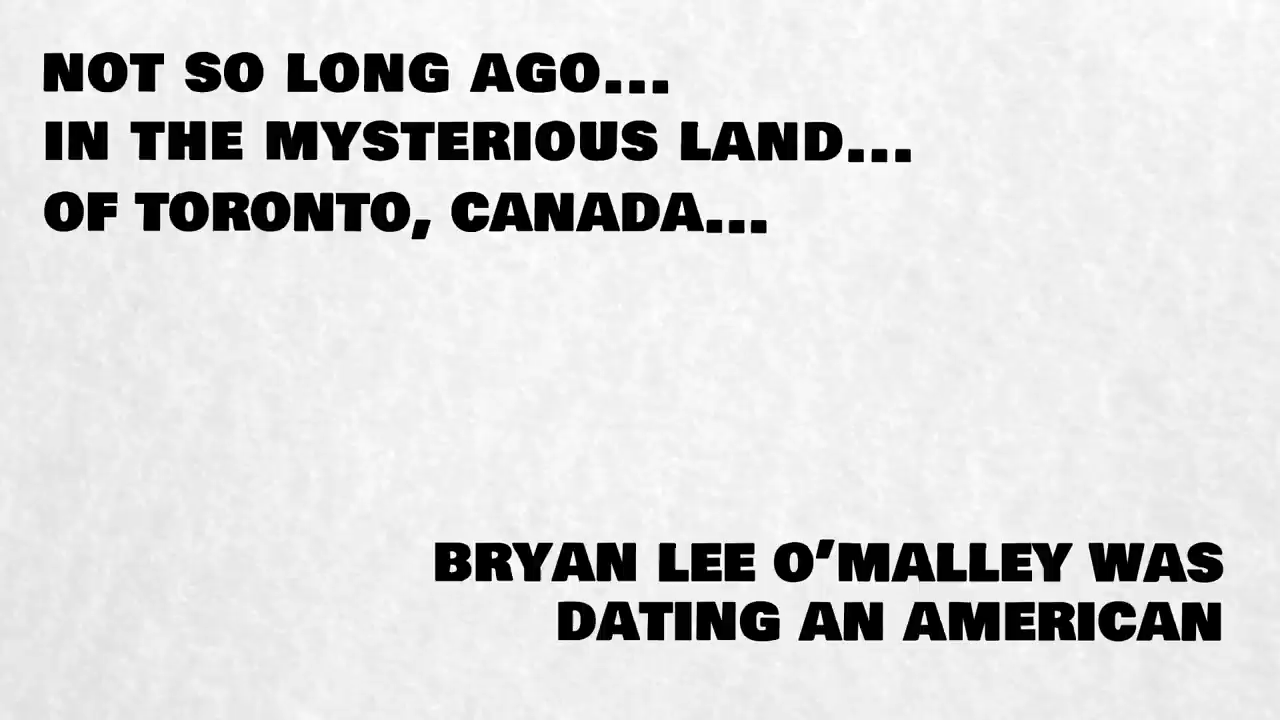 NOT SO LONG AGO...
IN THE MYSTERIOUS LAND...
OF TORONTO, CANADA...
BRYAN LEE O'MALLEY WAS
DATING AN AMERICAN